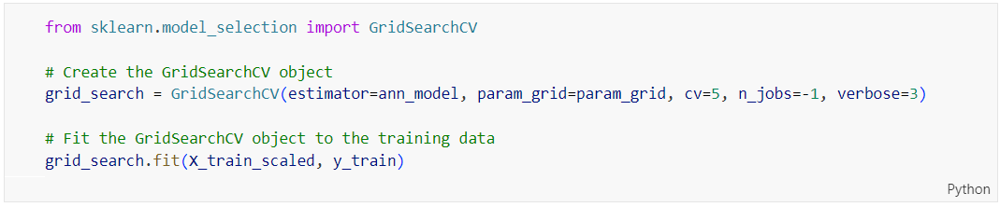 from sklearn.model_selection import GridSearchCV
# Create the GridSearchCV object
grid_search = GridSearchCV(estimator=ann_model, param_grid=param_grid, cv=5, n_jobs=-1, verbose=3)
# Fit the GridSearchCV object to the training data
grid_search.fit(X_train_scaled, y_train)
Python